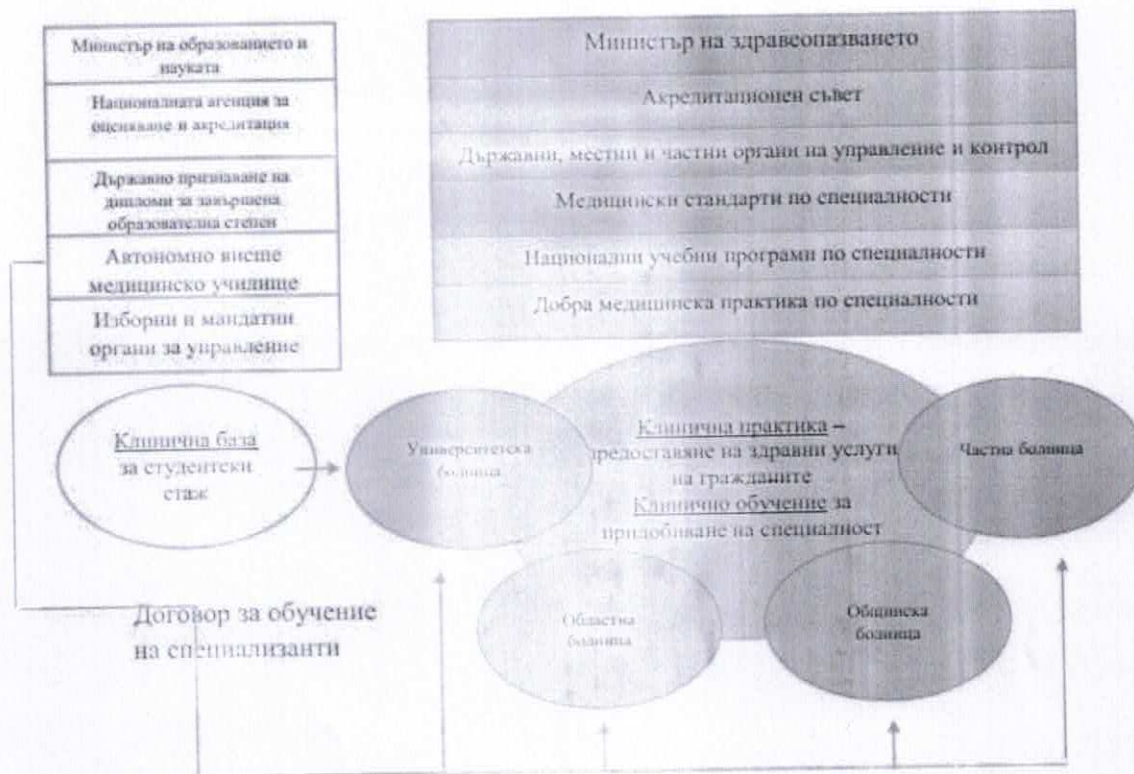 Министър на образованието и
науката
Националната агенция за
оценяване и акредитация
Държавно признаване на
дипломи за завършена
образователна степен
Автономно висше
медицинско училище
Изборни и мандатни
органи за управление
Министър на здравеопазването
Акредитационен съвет
Държавни, местни и частни органи на управление и контрол
Медицински стандарти по специалности
Национални учебни програми по специалности
Добра медицинска практика по специалности
Клинична база
за студентски
стаж
Университетска
болница
Клинична практика –
предоставяне на здравни услуги
на гражданите
Клинично обучение за
придобиване на специалност
Частна болница
Областна
болница
Общинска
болница
Договор за обучение
на специализанти